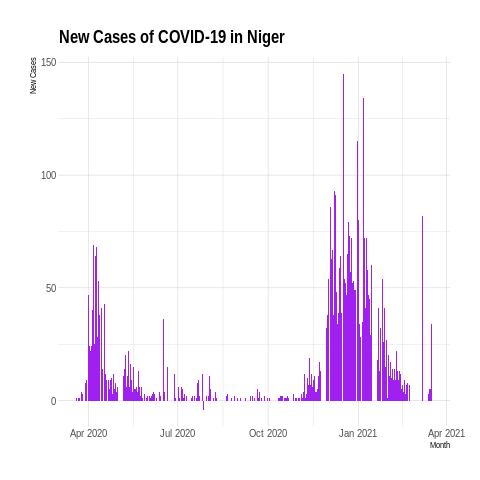 New Cases of COVID-19 in Niger
New Cases
150
100
50
0
Apr 2020
Jul 2020
Oct 2020
Jan 2021
Apr 2021
Month